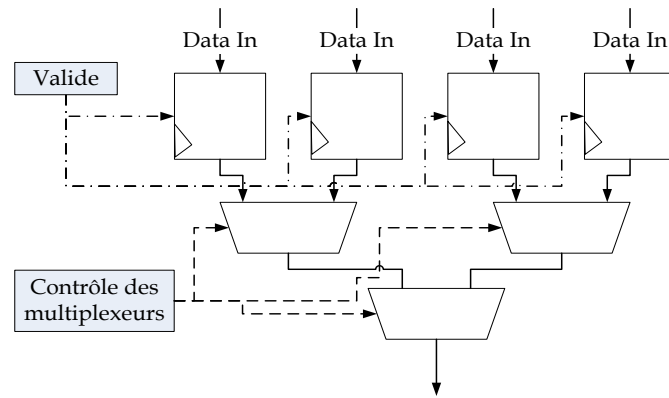 Data In
Data In
Data In
Data In
Valide
Contrôle des
multiplexeurs